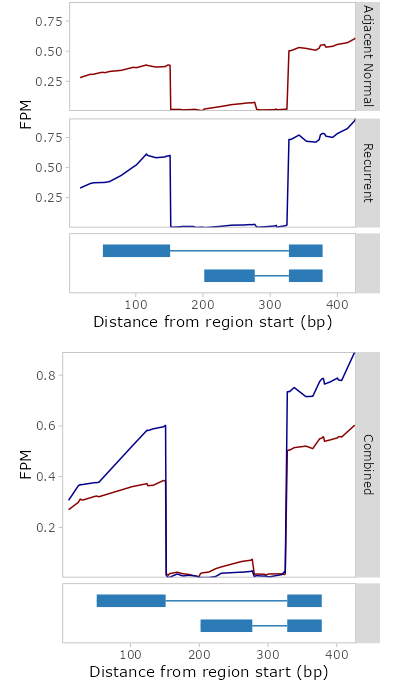 0.75
0.50
0.25
Adjacent Normal
FPM
0.75
0.50
0.25
Recurrent
100 200 300 400
Distance from region start (bp)
0.8
0.6
0.4
0.2
FPM
Combined
100 200 300 400
Distance from region start (bp)